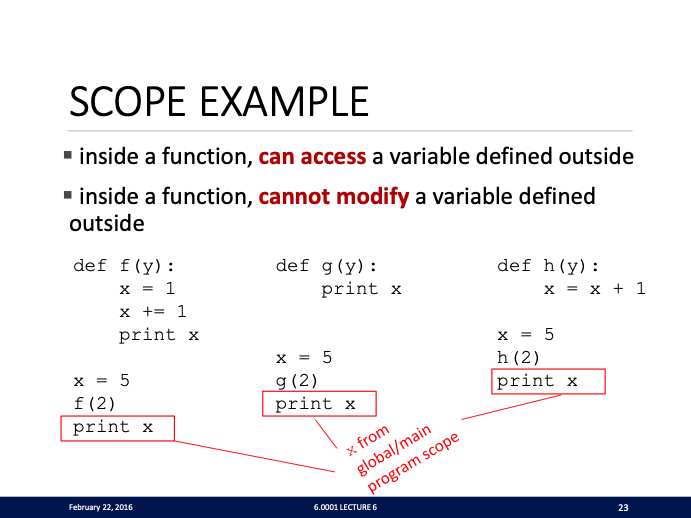 SCOPE EXAMPLE
▪ inside a function, can access a variable defined outside
▪ inside a function, cannot modify a variable defined
outside
def f(y):
    x = 1
    x += 1
    print x
x = 5
f(2)
print x
def g(y):
    print x
x = 5
g(2)
print x
def h(y):
    x = x + 1
x = 5
h(2)
print x
x from
global/main
program scope
February 22, 2016
6.0001 LECTURE 6
23